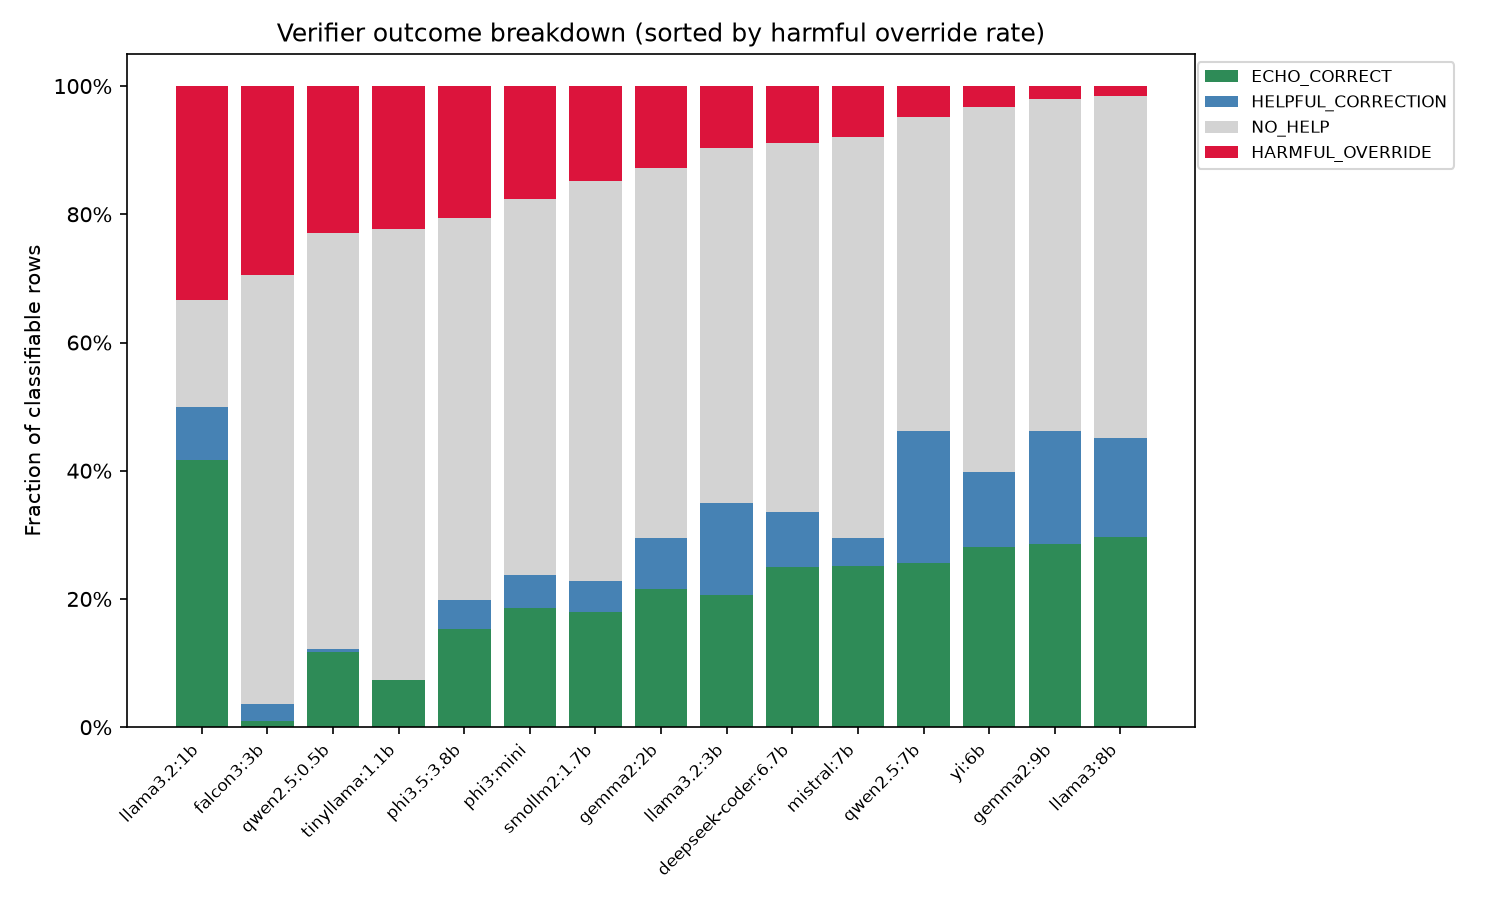 Verifier outcome breakdown (sorted by harmful override rate)
ECHO_CORRECT
HELPFUL_CORRECTION
NO_HELP
HARMFUL_OVERRIDE
Fraction of classifiable rows
100%
80%
60%
40%
20%
0%
llama3.2:1b
falcon3:3b
qwen2.5:0.5b
tinyllama:1.1b
phi3.5:3.8b
phi3:mini
smollm2:1.7b
gemma2:2b
llama3.2:3b
deepseek-coder:6.7b
mistral:7b
qwen2.5:7b
yi:6b
gemma2:9b
llama3:8b